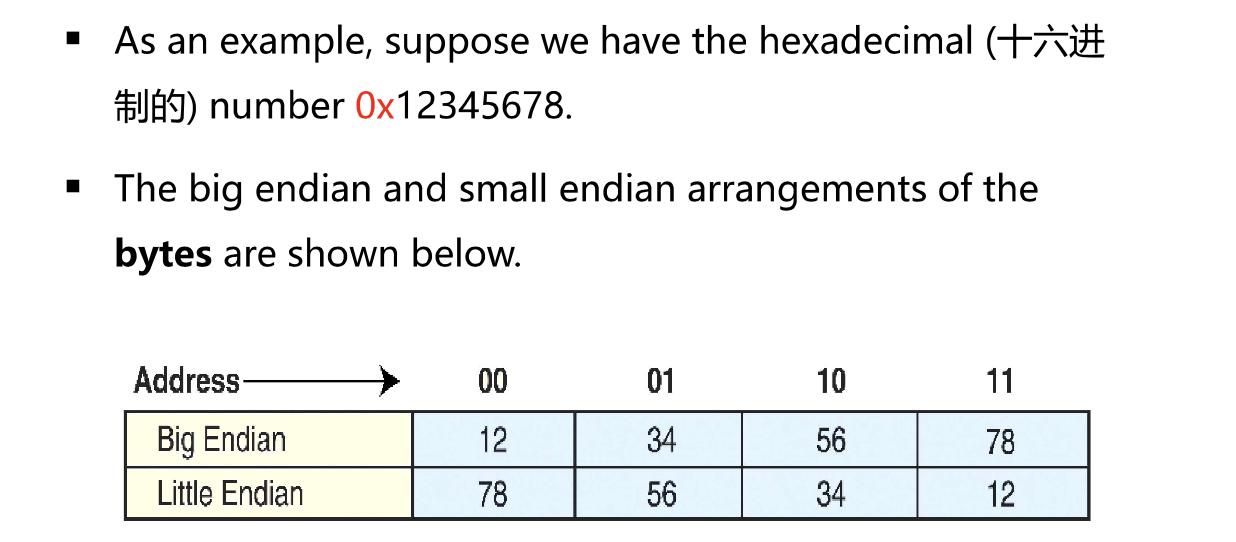 ▪ As an example, suppose we have the hexadecimal (十六进
制的) number 0x12345678.
▪ The big endian and small endian arrangements of the
bytes are shown below.
Address 00 01 10 11
Big Endian 12 34 56 78
Little Endian 78 56 34 12